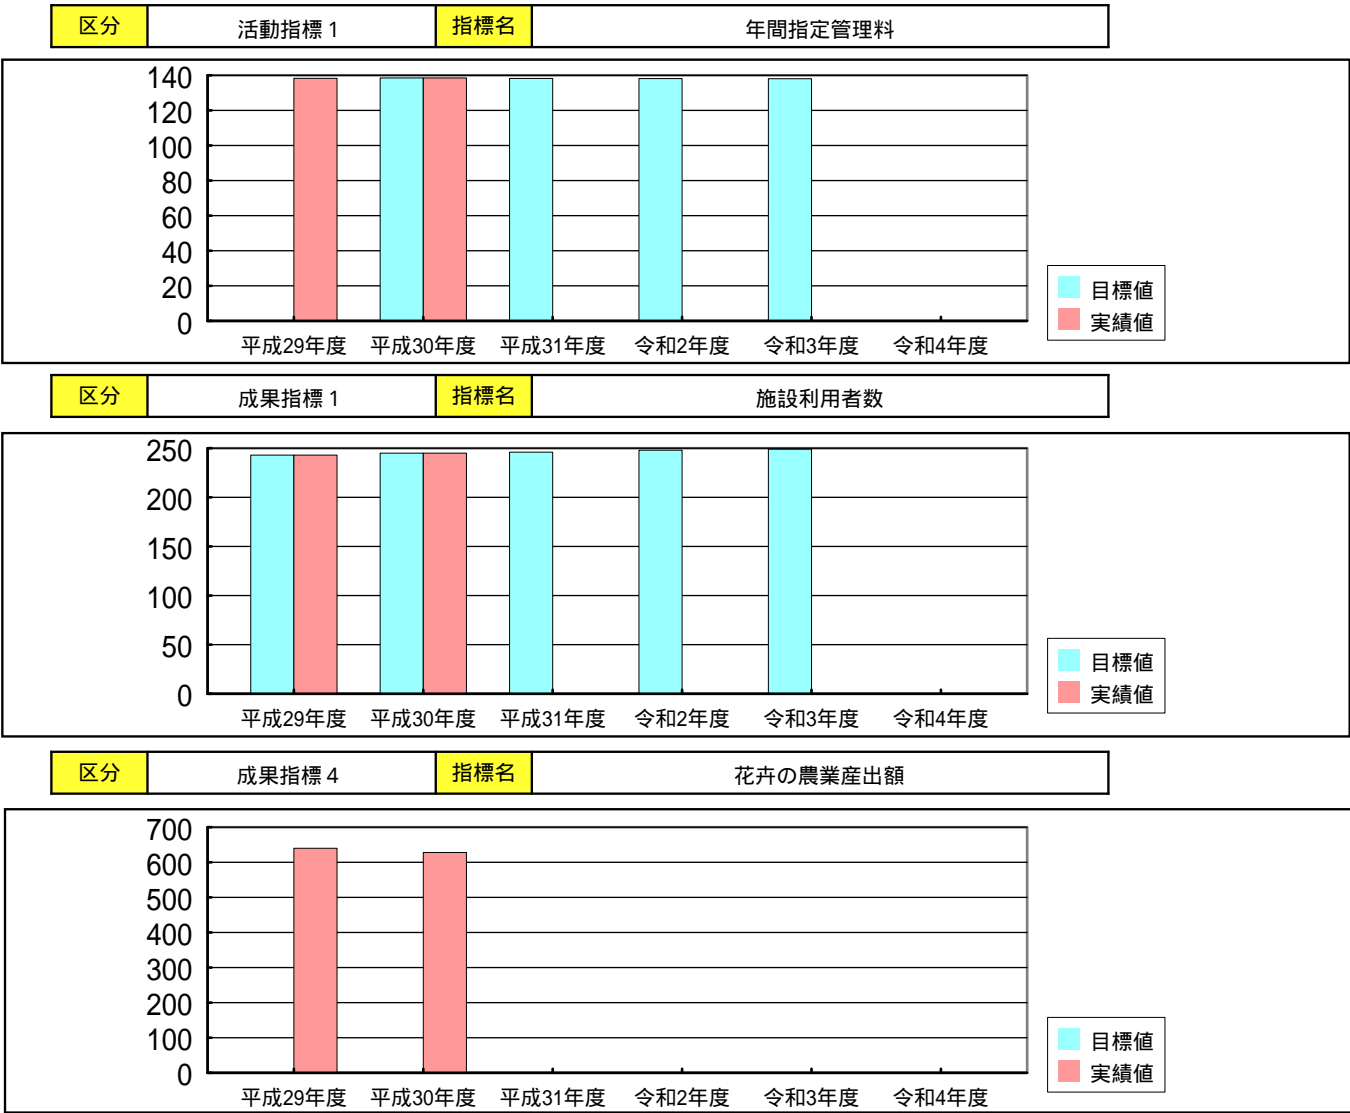 区分 活動指標1 指標名 年間指定管理料
140
120
100
80
60
40
20
0
平成29年度 平成30年度 平成31年度 令和2年度 令和3年度 令和4年度
目標値
実績値
区分 成果指標1 指標名 施設利用者数
250
200
150
100
50
0
平成29年度 平成30年度 平成31年度 令和2年度 令和3年度 令和4年度
目標値
実績値
区分 成果指標4 指標名 花卉の農業産出額
700
600
500
400
300
200
100
0
平成29年度 平成30年度 平成31年度 令和2年度 令和3年度 令和4年度
目標値
実績値